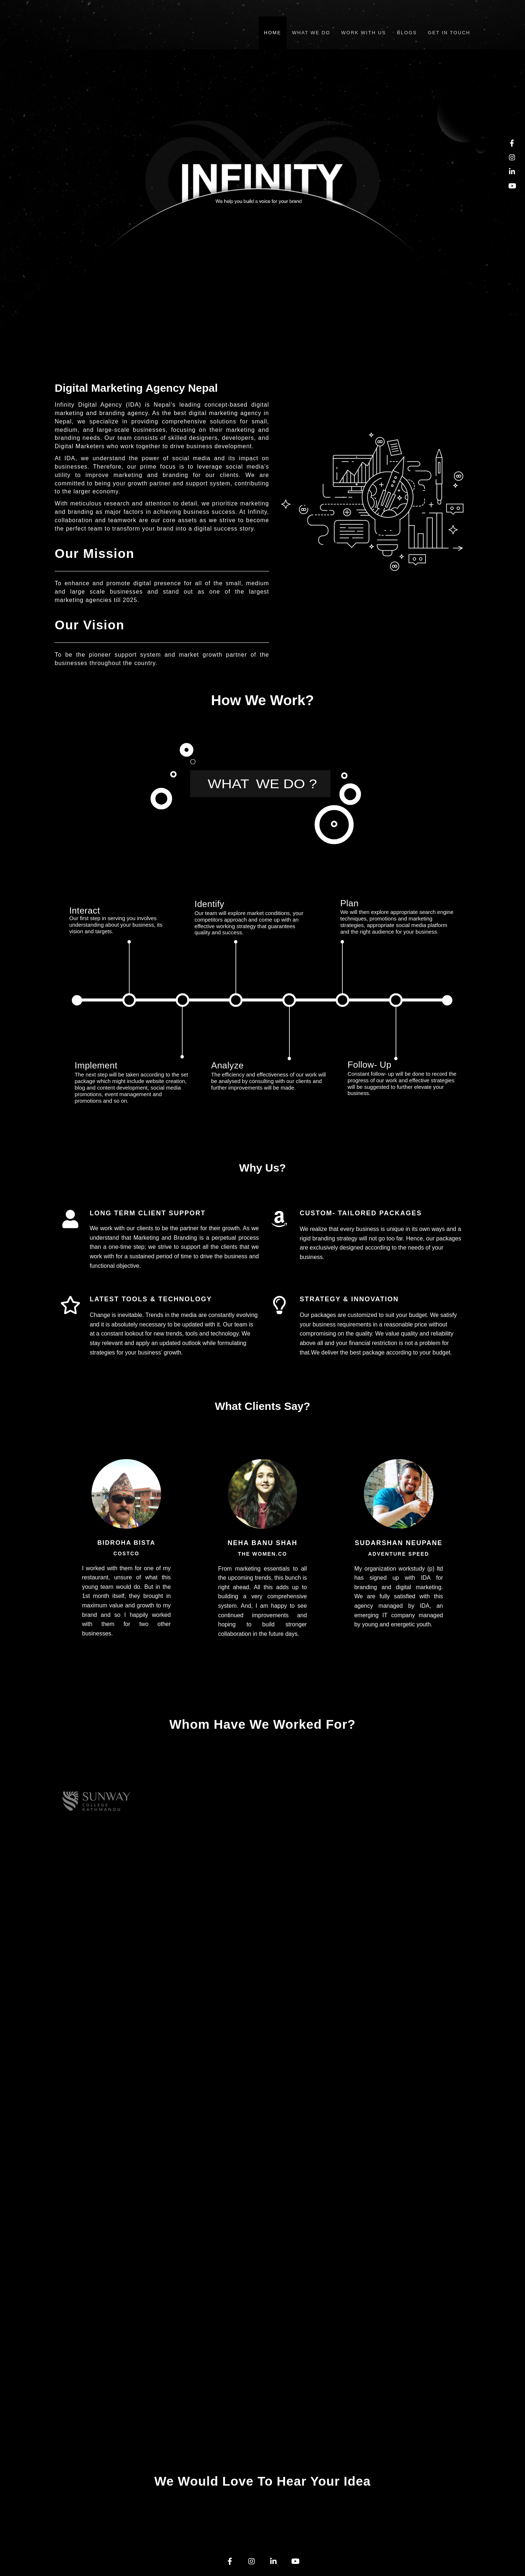 HOME WHAT WE DO WORK WITH US BLOGS GET IN TOUCH
INFINITY
We help you build a voice for your brand
Digital Marketing Agency Nepal
Infinity Digital Agency (IDA) is Nepal's leading concept-based digital
marketing and branding agency. As the best digital marketing agency in
Nepal, we specialize in providing comprehensive solutions for small,
medium, and large-scale businesses, focusing on their marketing and
branding needs. Our team consists of skilled designers, developers, and
Digital Marketers who work together to drive business development.
At IDA, we understand the power of social media and its impact on
businesses. Therefore, our prime focus is to leverage social media's
utility to improve marketing and branding for our clients. We are
committed to being your growth partner and support system, contributing
to the larger economy.
With meticulous research and attention to detail, we prioritize marketing
and branding as major factors in achieving business success. At Infinity,
collaboration and teamwork are our core assets as we strive to become
the perfect team to transform your brand into a digital success story.
Our Mission
To enhance and promote digital presence for all of the small, medium
and large scale businesses and stand out as one of the largest
marketing agencies till 2025.
Our Vision
To be the pioneer support system and market growth partner of the
businesses throughout the country.
How We Work?
WHAT WE DO ?
Interact
Our first step in serving you involves
understanding about your business, its
vision and targets.
Identify
Our team will explore market conditions, your
competitors approach and come up with an
effective working strategy that guarantees
quality and success.
Plan
We will then explore appropriate search engine
techniques, promotions and marketing
strategies, appropriate social media platform
and the right audience for your business.
Implement
The next step will be taken according to the set
package which might include website creation,
blog and content development, social media
promotions, event management and
promotions and so on.
Analyze
The efficiency and effectiveness of our work will
be analysed by consulting with our clients and
further improvements will be made.
Follow- Up
Constant follow- up will be done to record the
progress of our work and effective strategies
will be suggested to further elevate your
business.
Why Us?
LONG TERM CLIENT SUPPORT
We work with our clients to be the partner for their growth. As we
understand that Marketing and Branding is a perpetual process
than a one-time step; we strive to support all the clients that we
work with for a sustained period of time to drive the business and
functional objective.
CUSTOM- TAILORED PACKAGES
We realize that every business is unique in its own ways and a
rigid branding strategy will not go too far. Hence, our packages
are exclusively designed according to the needs of your
business.
LATEST TOOLS & TECHNOLOGY
Change is inevitable. Trends in the media are constantly evolving
and it is absolutely necessary to be updated with it. Our team is
at a constant lookout for new trends, tools and technology. We
stay relevant and apply an updated outlook while formulating
strategies for your business' growth.
STRATEGY & INNOVATION
Our packages are customized to suit your budget. We satisfy
your business requirements in a reasonable price without
compromising on the quality. We value quality and reliability
above all and your financial restriction is not a problem for
that.We deliver the best package according to your budget.
What Clients Say?
BIDROHA BISTA
COSTCO
I worked with them for one of my
restaurant, unsure of what this
young team would do. But in the
1st month itself, they brought in
maximum value and growth to my
brand and so I happily worked
with them for two other
businesses.
NEHA BANU SHAH
THE WOMEN.CO
From marketing essentials to all
the upcoming trends, this bunch is
right ahead. All this adds up to
building a very comprehensive
system. And, I am happy to see
continued improvements and
hoping to build stronger
collaboration in the future days.
SUDARSHAN NEUPANE
ADVENTURE SPEED
My organization workstudy (p) ltd
has signed up with IDA for
branding and digital marketing.
We are fully satisfied with this
agency managed by IDA, an
emerging IT company managed
by young and energetic youth.
Whom Have We Worked For?
SUNWAY
COLLEGE
KATHMANDU
We Would Love To Hear Your Idea